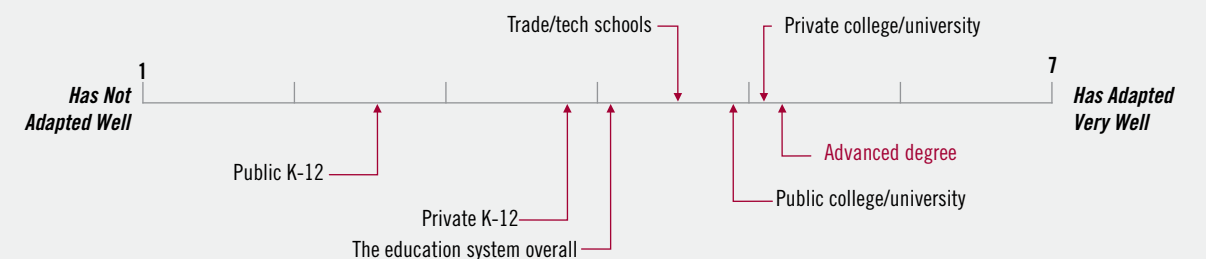 Trade/tech schools
Private college/university
1
7
Has Not
Adapted Well
Has Adapted
Very Well
Advanced degree
Public K-12
Public college/university
Private K-12
The education system overall